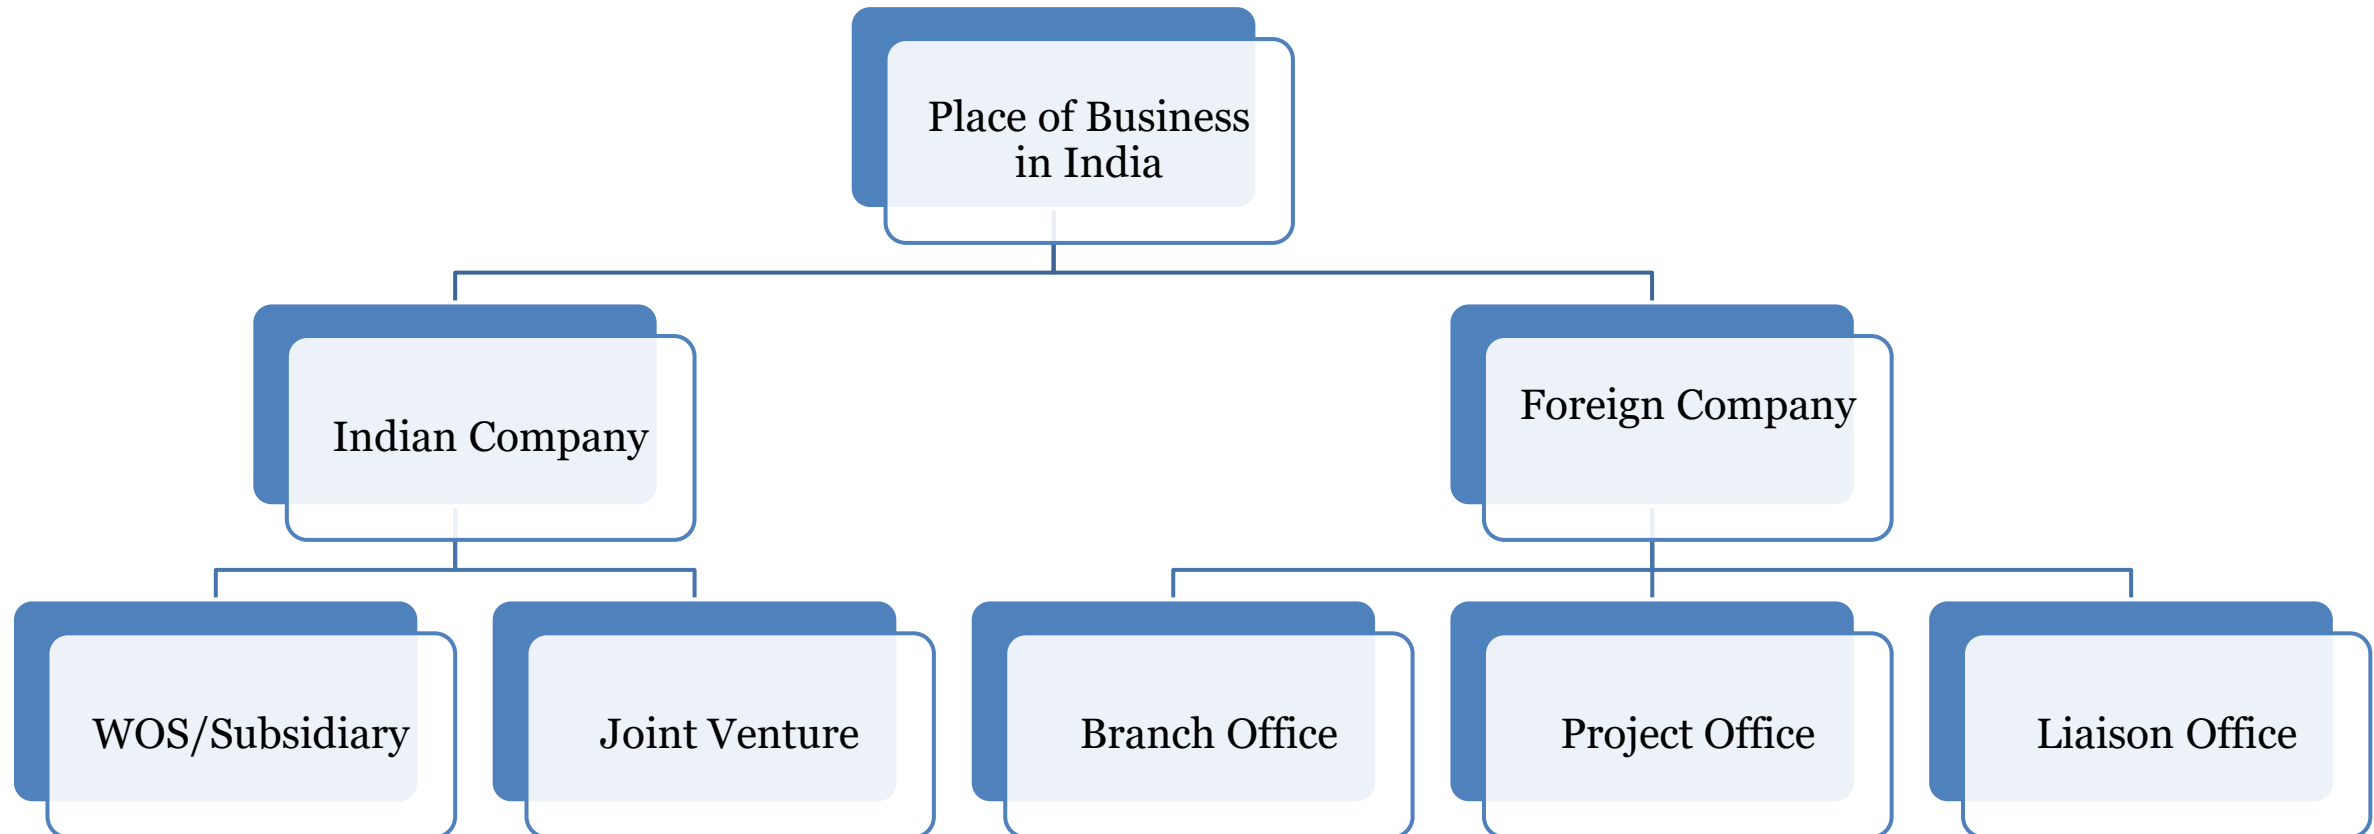 Place of Business
in India
Indian Company
Foreign Company
WOS/Subsidiary
Joint Venture
Branch Office
Project Office
Liaison Office